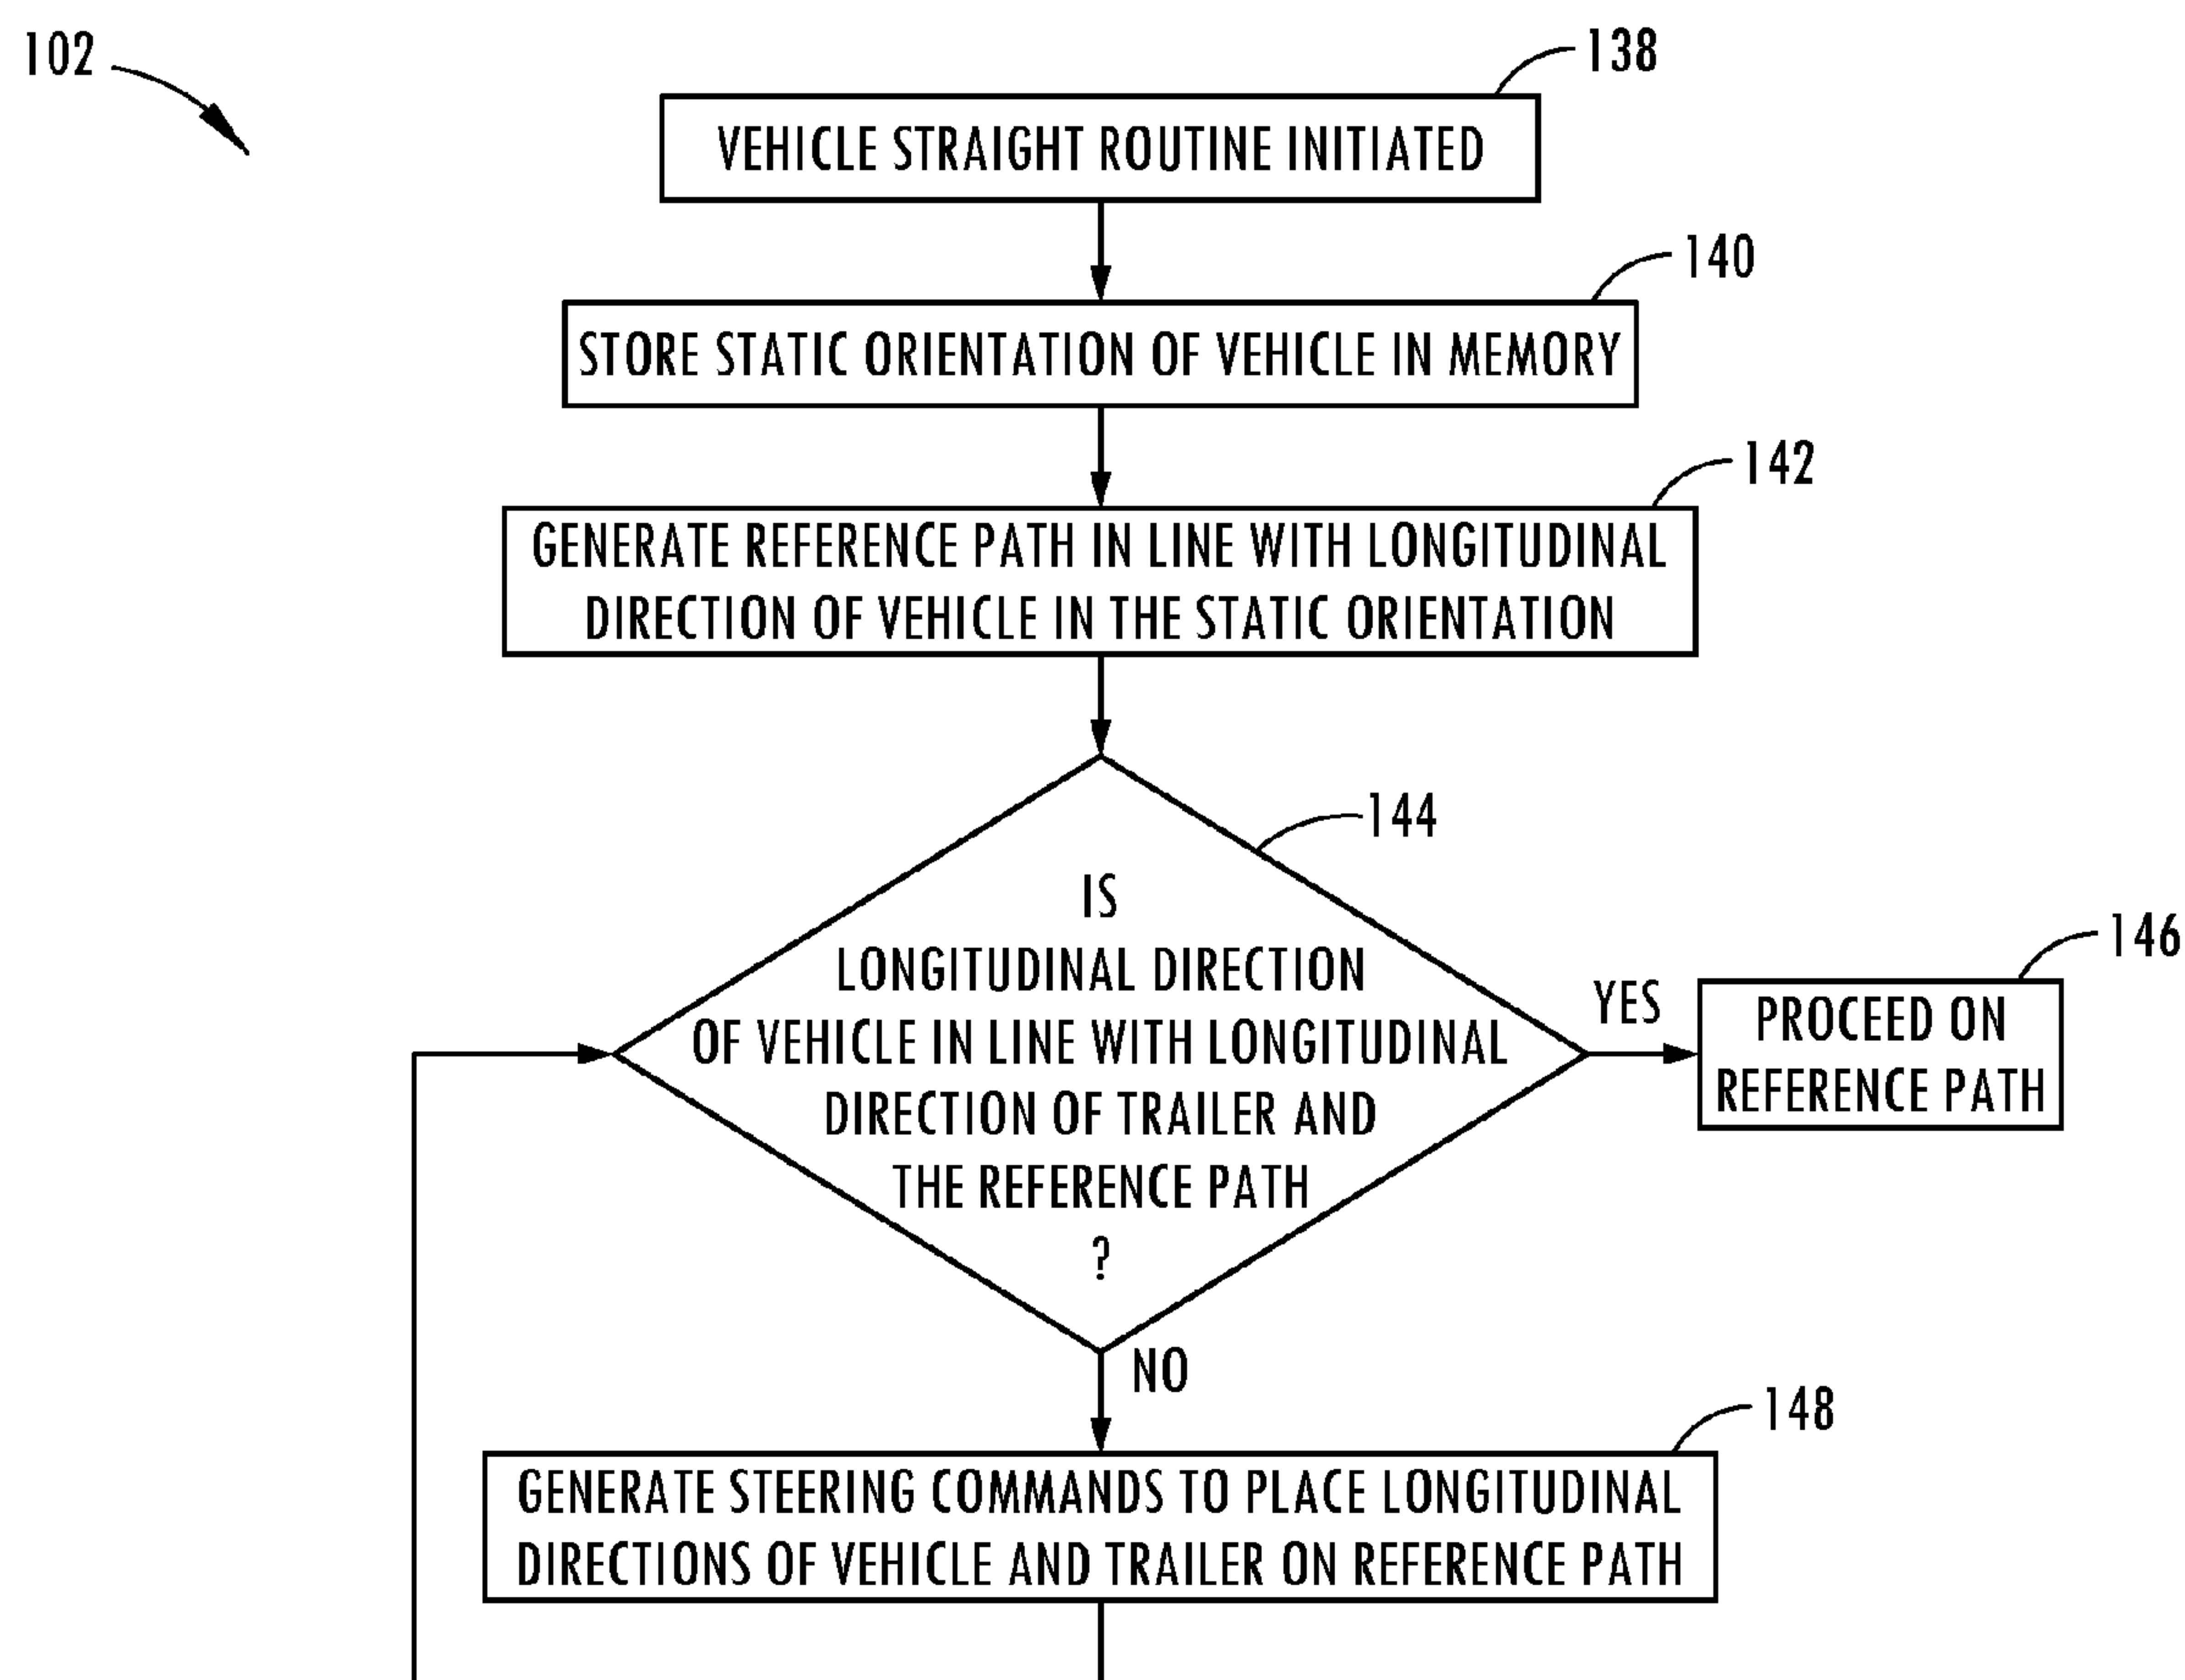 102
138
VEHICLE STRAIGHT ROUTINE INITIATED
140
STORE STATIC ORIENTATION OF VEHICLE IN MEMORY
142
GENERATE REFERENCE PATH IN LINE WITH LONGITUDINAL
DIRECTION OF VEHICLE IN THE STATIC ORIENTATION
144
IS
LONGITUDINAL DIRECTION
OF VEHICLE IN LINE WITH LONGITUDINAL
DIRECTION OF TRAILER AND
THE REFERENCE PATH
?
YES
146
PROCEED ON
REFERENCE PATH
NO
148
GENERATE STEERING COMMANDS TO PLACE LONGITUDINAL
DIRECTIONS OF VEHICLE AND TRAILER ON REFERENCE PATH